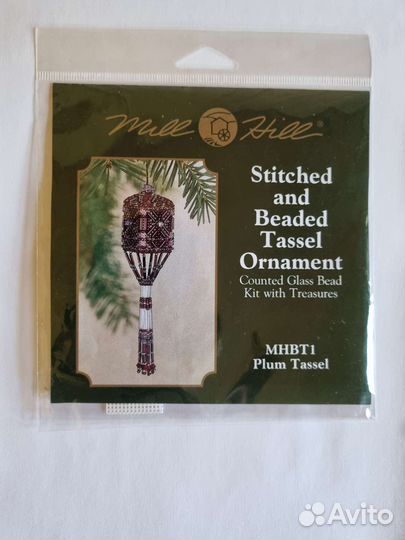 Mill Hill®
Stitched
and
Beaded
Tassel
Ornament
Counted Glass Bead
Kit with Treasures
MHBT1
Plum Tassel
Avito